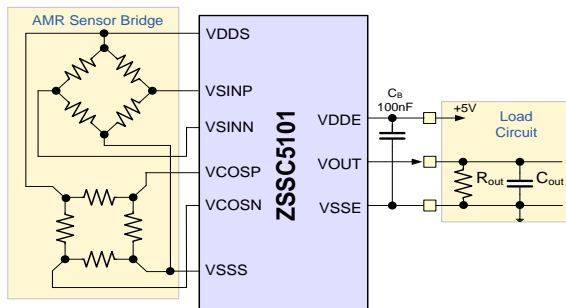 AMR Sensor Bridge
VDDS
VSINP
VSINN
VCOSP
VCOSN
VSSS
ZSSC5101
VDDE
VOUT
VSSE
CB
100nF
+5V
Load
Circuit
Rout
Cout